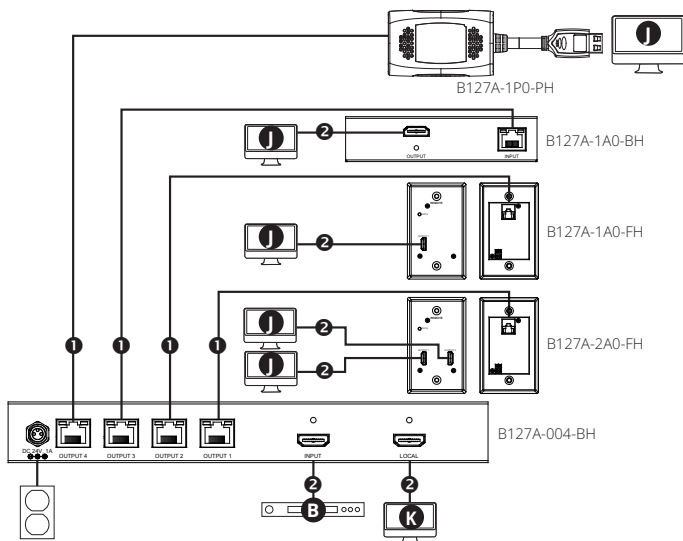 J
B127A-1P0-PH
J
2
OUTPUT
INPUT
B127A-1A0-BH
J
2
B127A-1A0-FH
J
2
J
2
B127A-2A0-FH
1
1
1
1
DC 24V, 1A
OUTPUT 4
OUTPUT 3
OUTPUT 2
OUTPUT 1
INPUT
LOCAL
B127A-004-BH
2
2
B
K